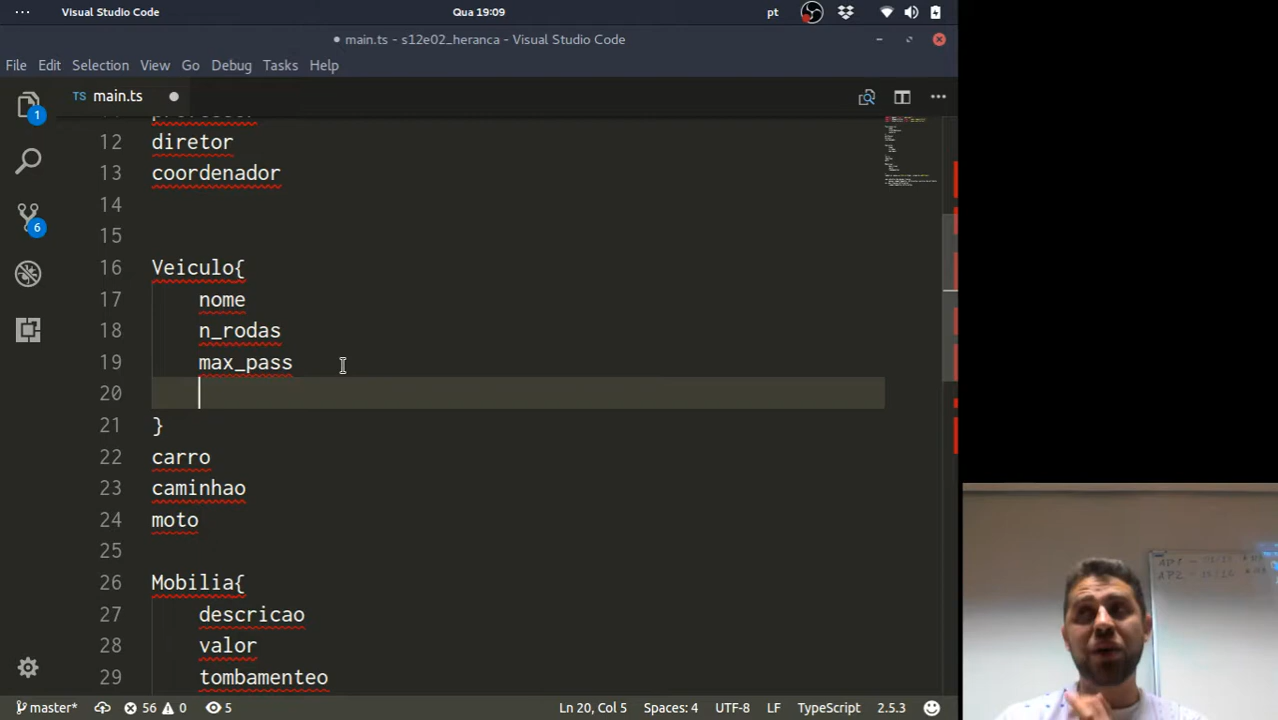 Visual Studio Code
Qua 19:09
pt
main.ts - s12e02_heranca - Visual Studio Code
File Edit Selection View Go Debug Tasks Help
TS main.ts
12 diretor
13 coordenador
14
15
16 Veiculo{
17 nome
18 n_rodas
19 max_pass
20
21 }
22 carro
23 caminhao
24 moto
25
26 Mobilia{
27 descricao
28 valor
29 tombamenteo
1
6
master* 56 0 5 Ln 20, Col 5 Spaces: 4 UTF-8 LF TypeScript 2.5.3